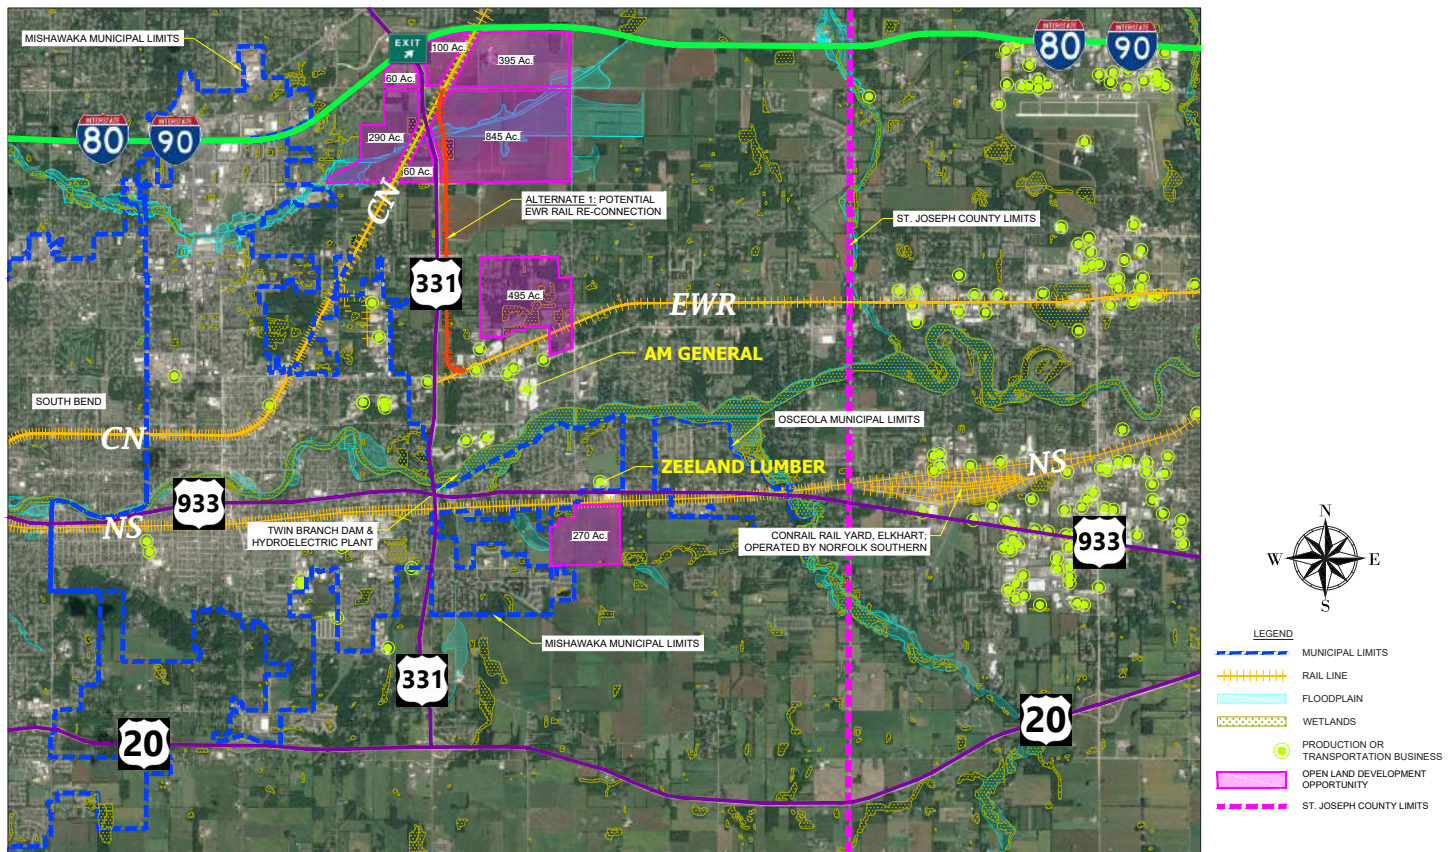 MISHAWAKA MUNICIPAL LIMITS
EXIT
100 Ac.
395 Ac.
60 Ac.
INTERSTATE
80
INTERSTATE
90
INTERSTATE
80
INTERSTATE
90
290 Ac.
845 Ac.
60 Ac.
CN
ALTERNATE 1: POTENTIAL
EWR RAIL RE-CONNECTION
ST. JOSEPH COUNTY LIMITS
331
495 Ac.
EWR
AM GENERAL
SOUTH BEND
CN
OSCEOLA MUNICIPAL LIMITS
ZEELAND LUMBER
NS
933
NS
TWIN BRANCH DAM &
HYDROELECTRIC PLANT
270 Ac.
CONRAIL RAIL YARD, ELKHART;
OPERATED BY NORFOLK SOUTHERN
933
MISHAWAKA MUNICIPAL LIMITS
331
20
20
N
W
E
S
LEGEND
MUNICIPAL LIMITS
RAIL LINE
FLOODPLAIN
WETLANDS
PRODUCTION OR
TRANSPORTATION BUSINESS
OPEN LAND DEVELOPMENT
OPPORTUNITY
ST. JOSEPH COUNTY LIMITS